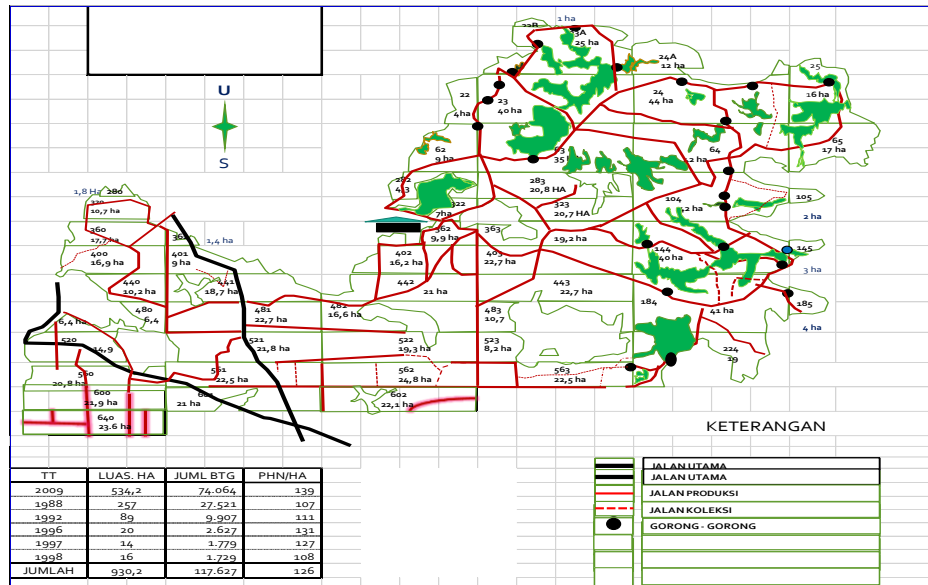 1 ha
22B
3A
25 ha
24A
12 ha
25
16 ha
22
4ha
23
40 ha
24
44 ha
U
S
62
9 ha
63
35
64
12 ha
65
17 ha
282
4,3
283
20,8 HA
322
7ha
323
20,7 HA
104
105
2 ha
1,8 Ha
280
320
10,7 ha
360
17,7 ha
361
1,4 ha
362
9,9 ha
363
19,2 ha
400
16,9 ha
401
9 ha
402
16,2 ha
403
22,7 ha
144
40 ha
145
3 ha
440
10,2 ha
441
18,7 ha
442
21 ha
443
22,7 ha
184
41 ha
185
4 ha
480
6,4
481
22,7 ha
482
16,6 ha
483
10,7
6,4 ha
520
14,9
521
21,8 ha
522
19,3 ha
523
8,2 ha
224
19
560
20,8 ha
561
22,5 ha
562
24,8 ha
563
22,5 ha
600
21,9 ha
21 ha
602
22,1 ha
640
23.6 ha
KETERANGAN
JALAN UTAMA
JALAN UTAMA
JALAN PRODUKSI
JALAN KOLEKSI
GORONG - GORONG
TT LUAS. HA JUML BTG PHN/HA
2009 534,2 74.064 139
1988 257 27.521 107
1992 89 9.907 111
1996 20 2.627 131
1997 14 1.779 127
1998 16 1.729 108
JUMLAH 930,2 117.627 126